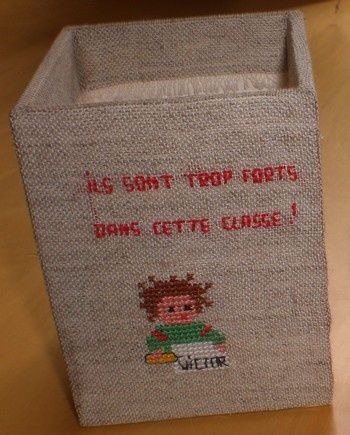 ILS SONT TROP FORTS
DANS CETTE CLASSE !
VICTOR